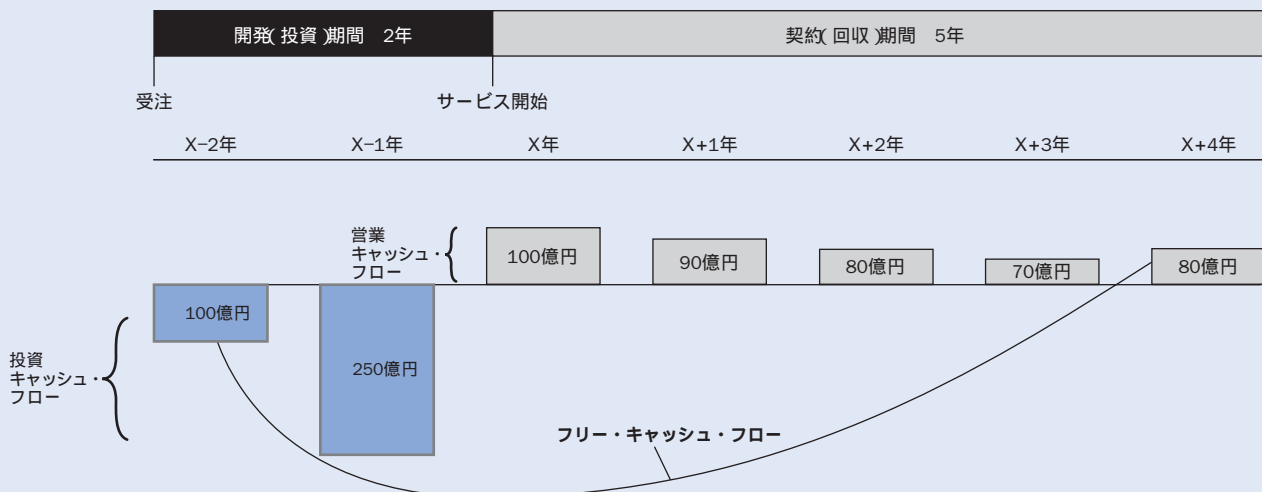 開発(投資)期間　2年
契約(回収)期間　5年
受注
サービス開始
X−2年
X−1年
X年
X+1年
X+2年
X+3年
X+4年
営業
キャッシュ・
フロー
100億円
90億円
80億円
70億円
80億円
100億円
250億円
投資
キャッシュ・
フロー
フリー・キャッシュ・フロー